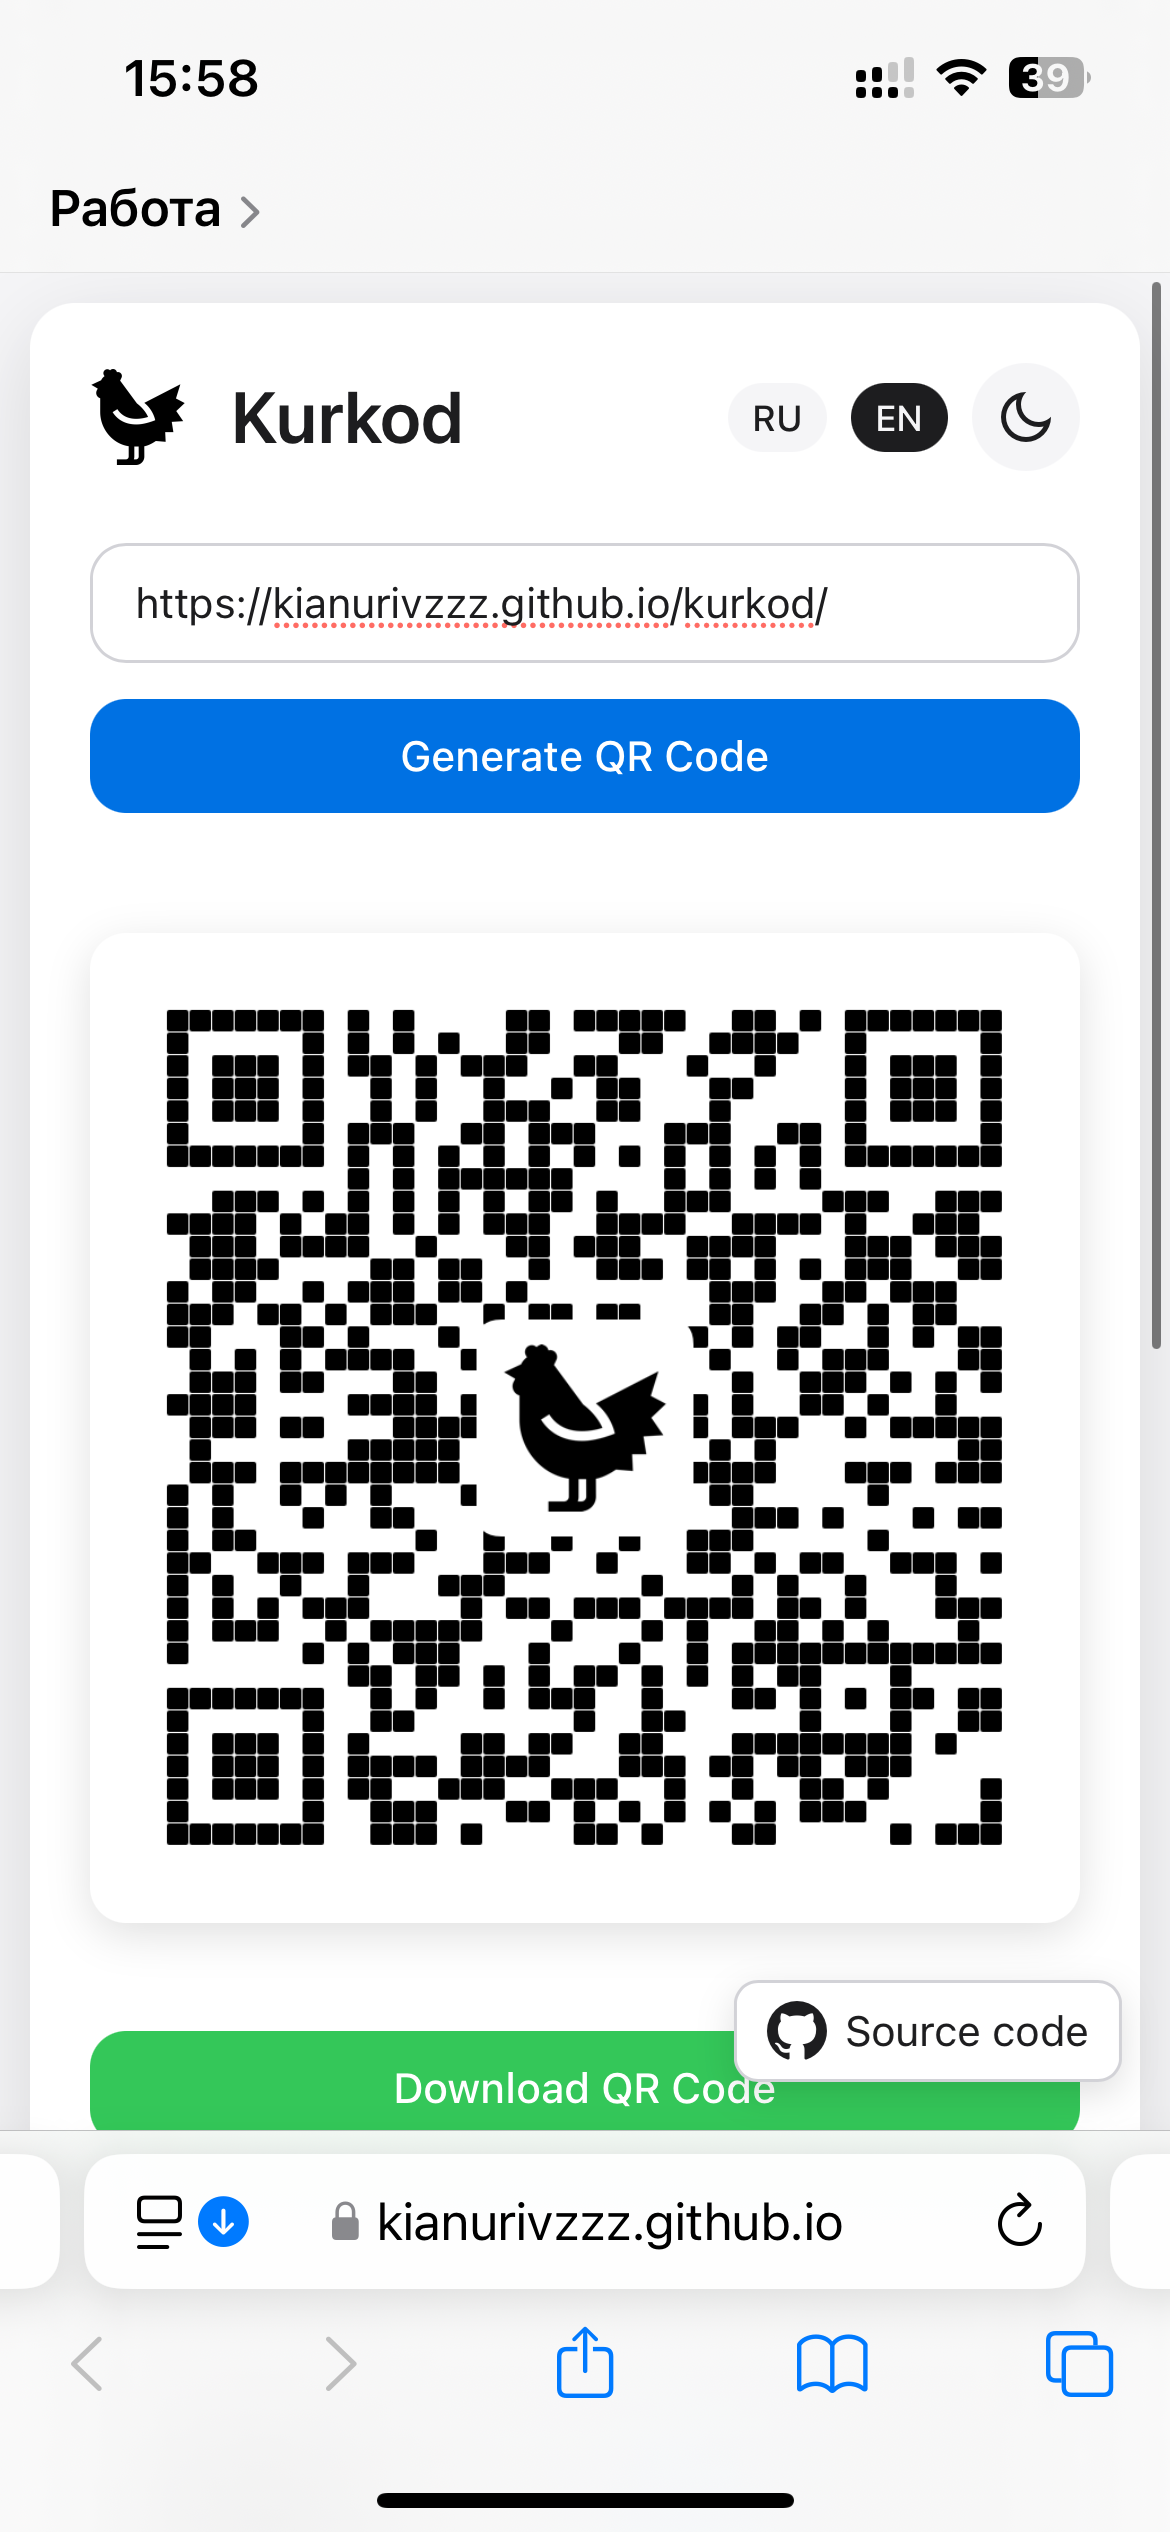 15:58
39
Работа
Kurkod
RU
EN
https://kianurivzzz.github.io/kurkod/
Generate QR Code
Source code
Download QR Code
kianurivzzz.github.io